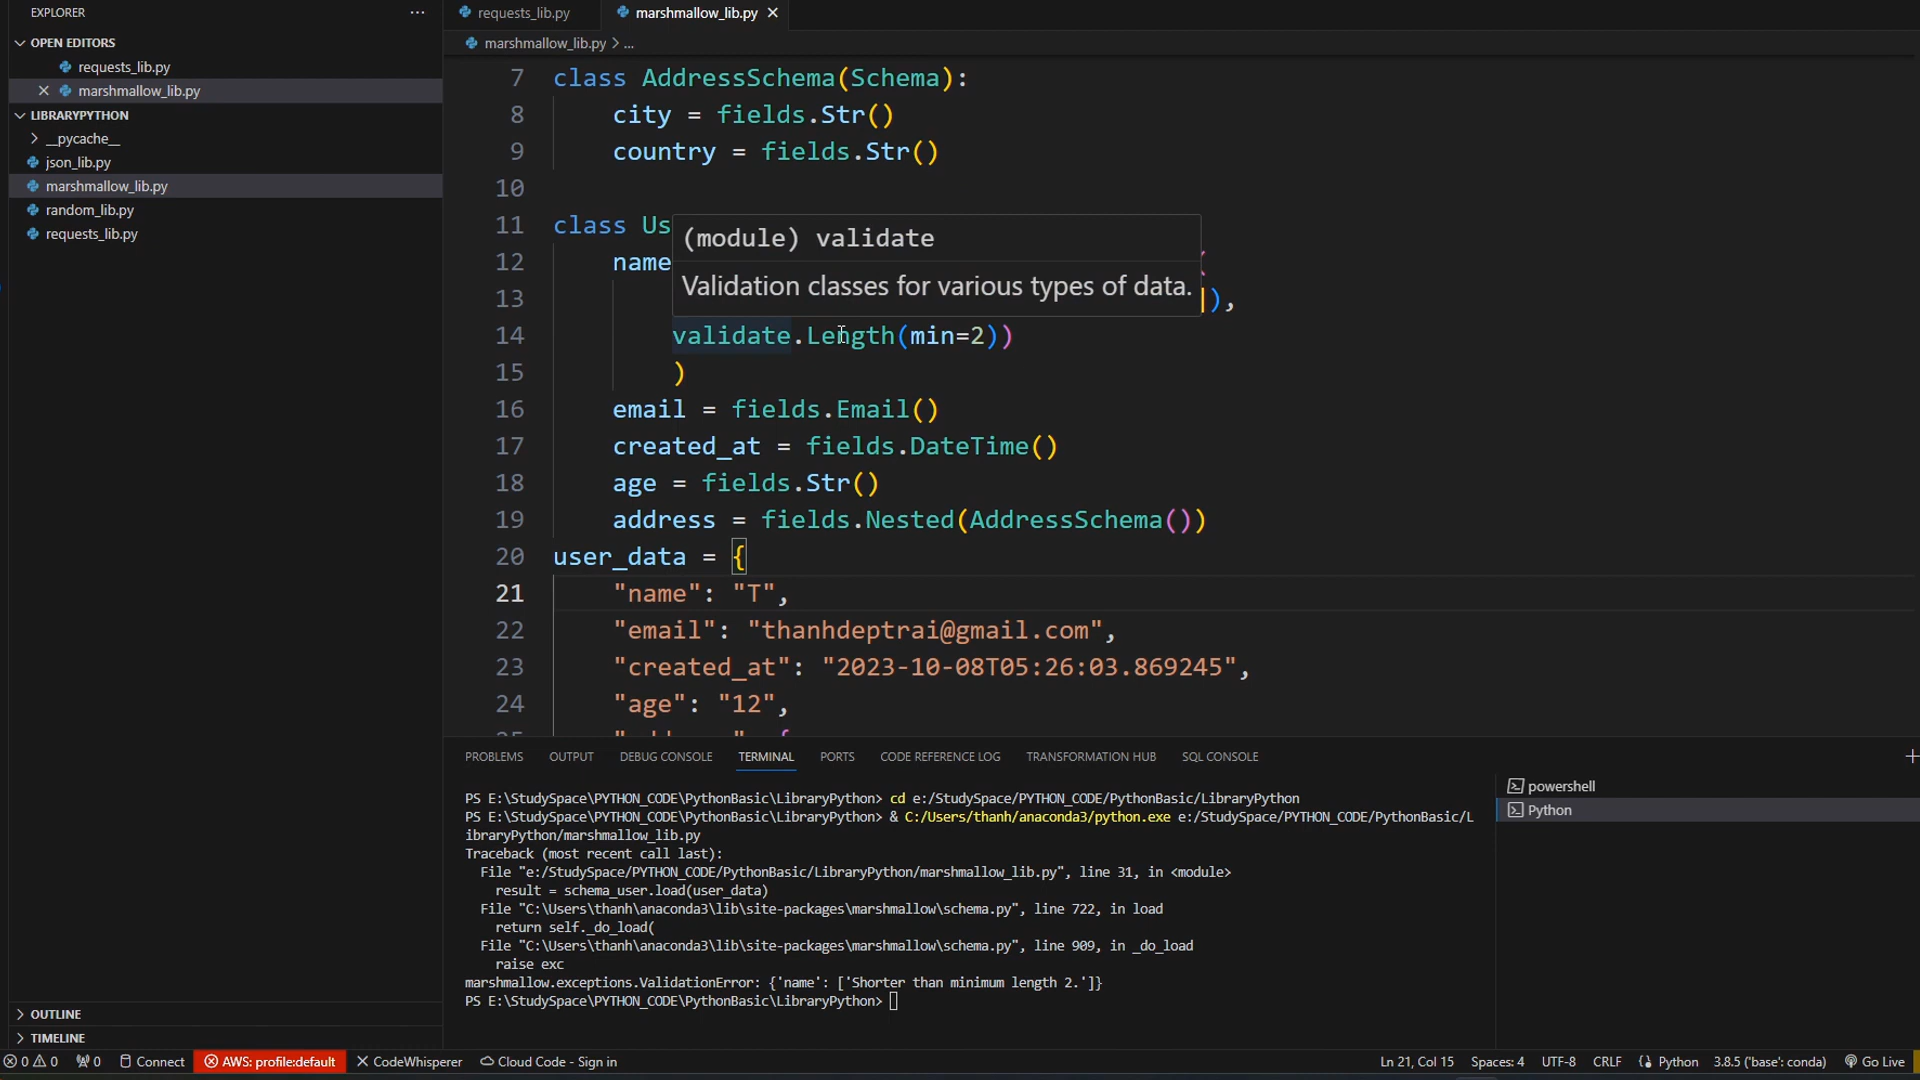 EXPLORER
OPEN EDITORS
requests_lib.py
marshmallow_lib.py
LIBRARYPYTHON
__pycache__
json_lib.py
marshmallow_lib.py
random_lib.py
requests_lib.py
OUTLINE
TIMELINE
requests_lib.py
marshmallow_lib.py
marshmallow_lib.py > ...
7 class AddressSchema(Schema):
8 city = fields.Str()
9 country = fields.Str()
10
11 class Us
(module) validate
12 name
Validation classes for various types of data.
13 ),
14 validate.Length(min=2))
15 )
16 email = fields.Email()
17 created_at = fields.DateTime()
18 age = fields.Str()
19 address = fields.Nested(AddressSchema())
20 user_data = {
21 "name": "T",
22 "email": "thanhdeptrai@gmail.com",
23 "created_at": "2023-10-08T05:26:03.869245",
24 "age": "12",
PROBLEMS OUTPUT DEBUG CONSOLE TERMINAL PORTS CODE REFERENCE LOG TRANSFORMATION HUB SQL CONSOLE
PS E:\StudySpace\PYTHON_CODE\PythonBasic\LibraryPython> cd e:/StudySpace/PYTHON_CODE/PythonBasic/LibraryPython
PS E:\StudySpace\PYTHON_CODE\PythonBasic\LibraryPython> & C:/Users/thanh/anaconda3/python.exe e:/StudySpace/PYTHON_CODE/PythonBasic/L
ibraryPython/marshmallow_lib.py
Traceback (most recent call last):
File "e:/StudySpace/PYTHON_CODE/PythonBasic/LibraryPython/marshmallow_lib.py", line 31, in <module>
result = schema_user.load(user_data)
File "C:\Users\thanh\anaconda3\lib\site-packages\marshmallow\schema.py", line 722, in load
return self._do_load(
File "C:\Users\thanh\anaconda3\lib\site-packages\marshmallow\schema.py", line 909, in _do_load
raise exc
marshmallow.exceptions.ValidationError: {'name': ['Shorter than minimum length 2.']}
PS E:\StudySpace\PYTHON_CODE\PythonBasic\LibraryPython>
powershell
Python
0 0 0 Connect AWS: profile:default CodeWhisperer Cloud Code - Sign in Ln 21, Col 15 Spaces: 4 UTF-8 CRLF Python 3.8.5 ('base': conda) Go Live